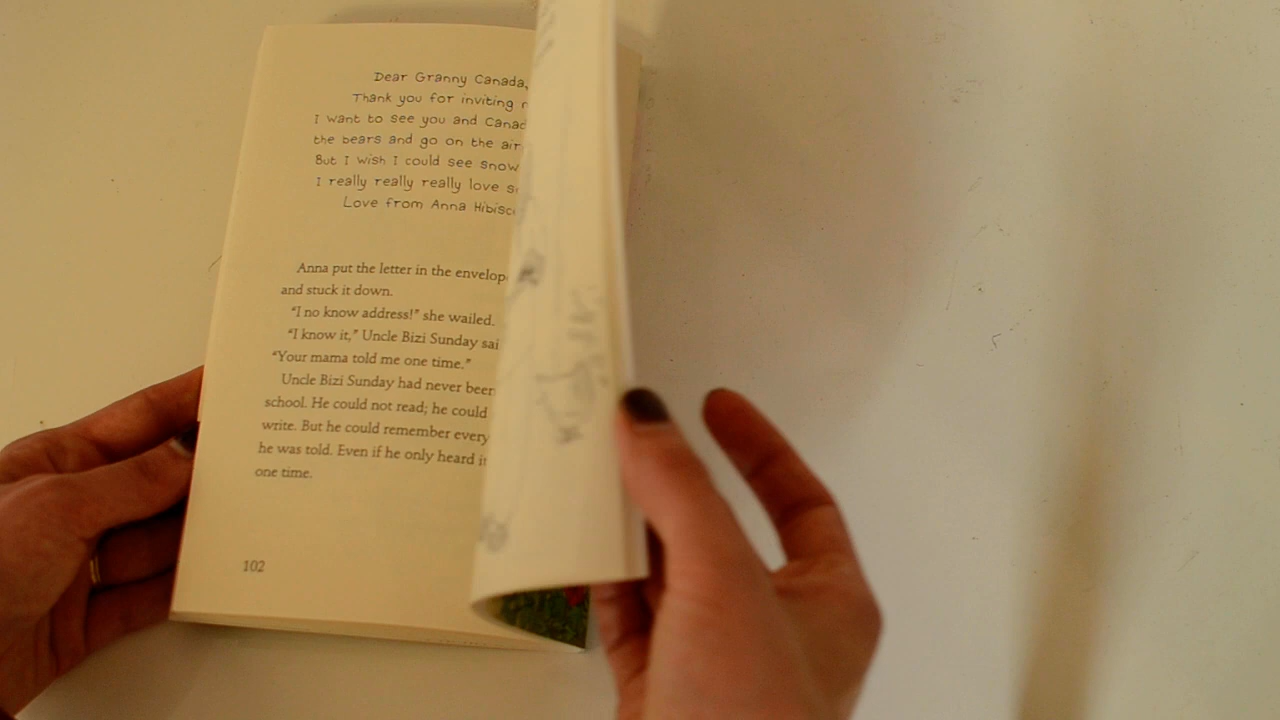 Dear Granny Canada,
Thank you for inviting
I want to see you and
the bears and go on the
But I wish I could see snow
I really really really love
Love from Anna
Anna put the letter in the
and stuck it down.
"I no know address!" she wailed.
"I know it," Uncle Bizi Sunday
"Your mama told me one time."
Uncle Bizi Sunday had never been
school. He could not read; he could
write. But he could remember every
he was told. Even if he only heard
one time.
102